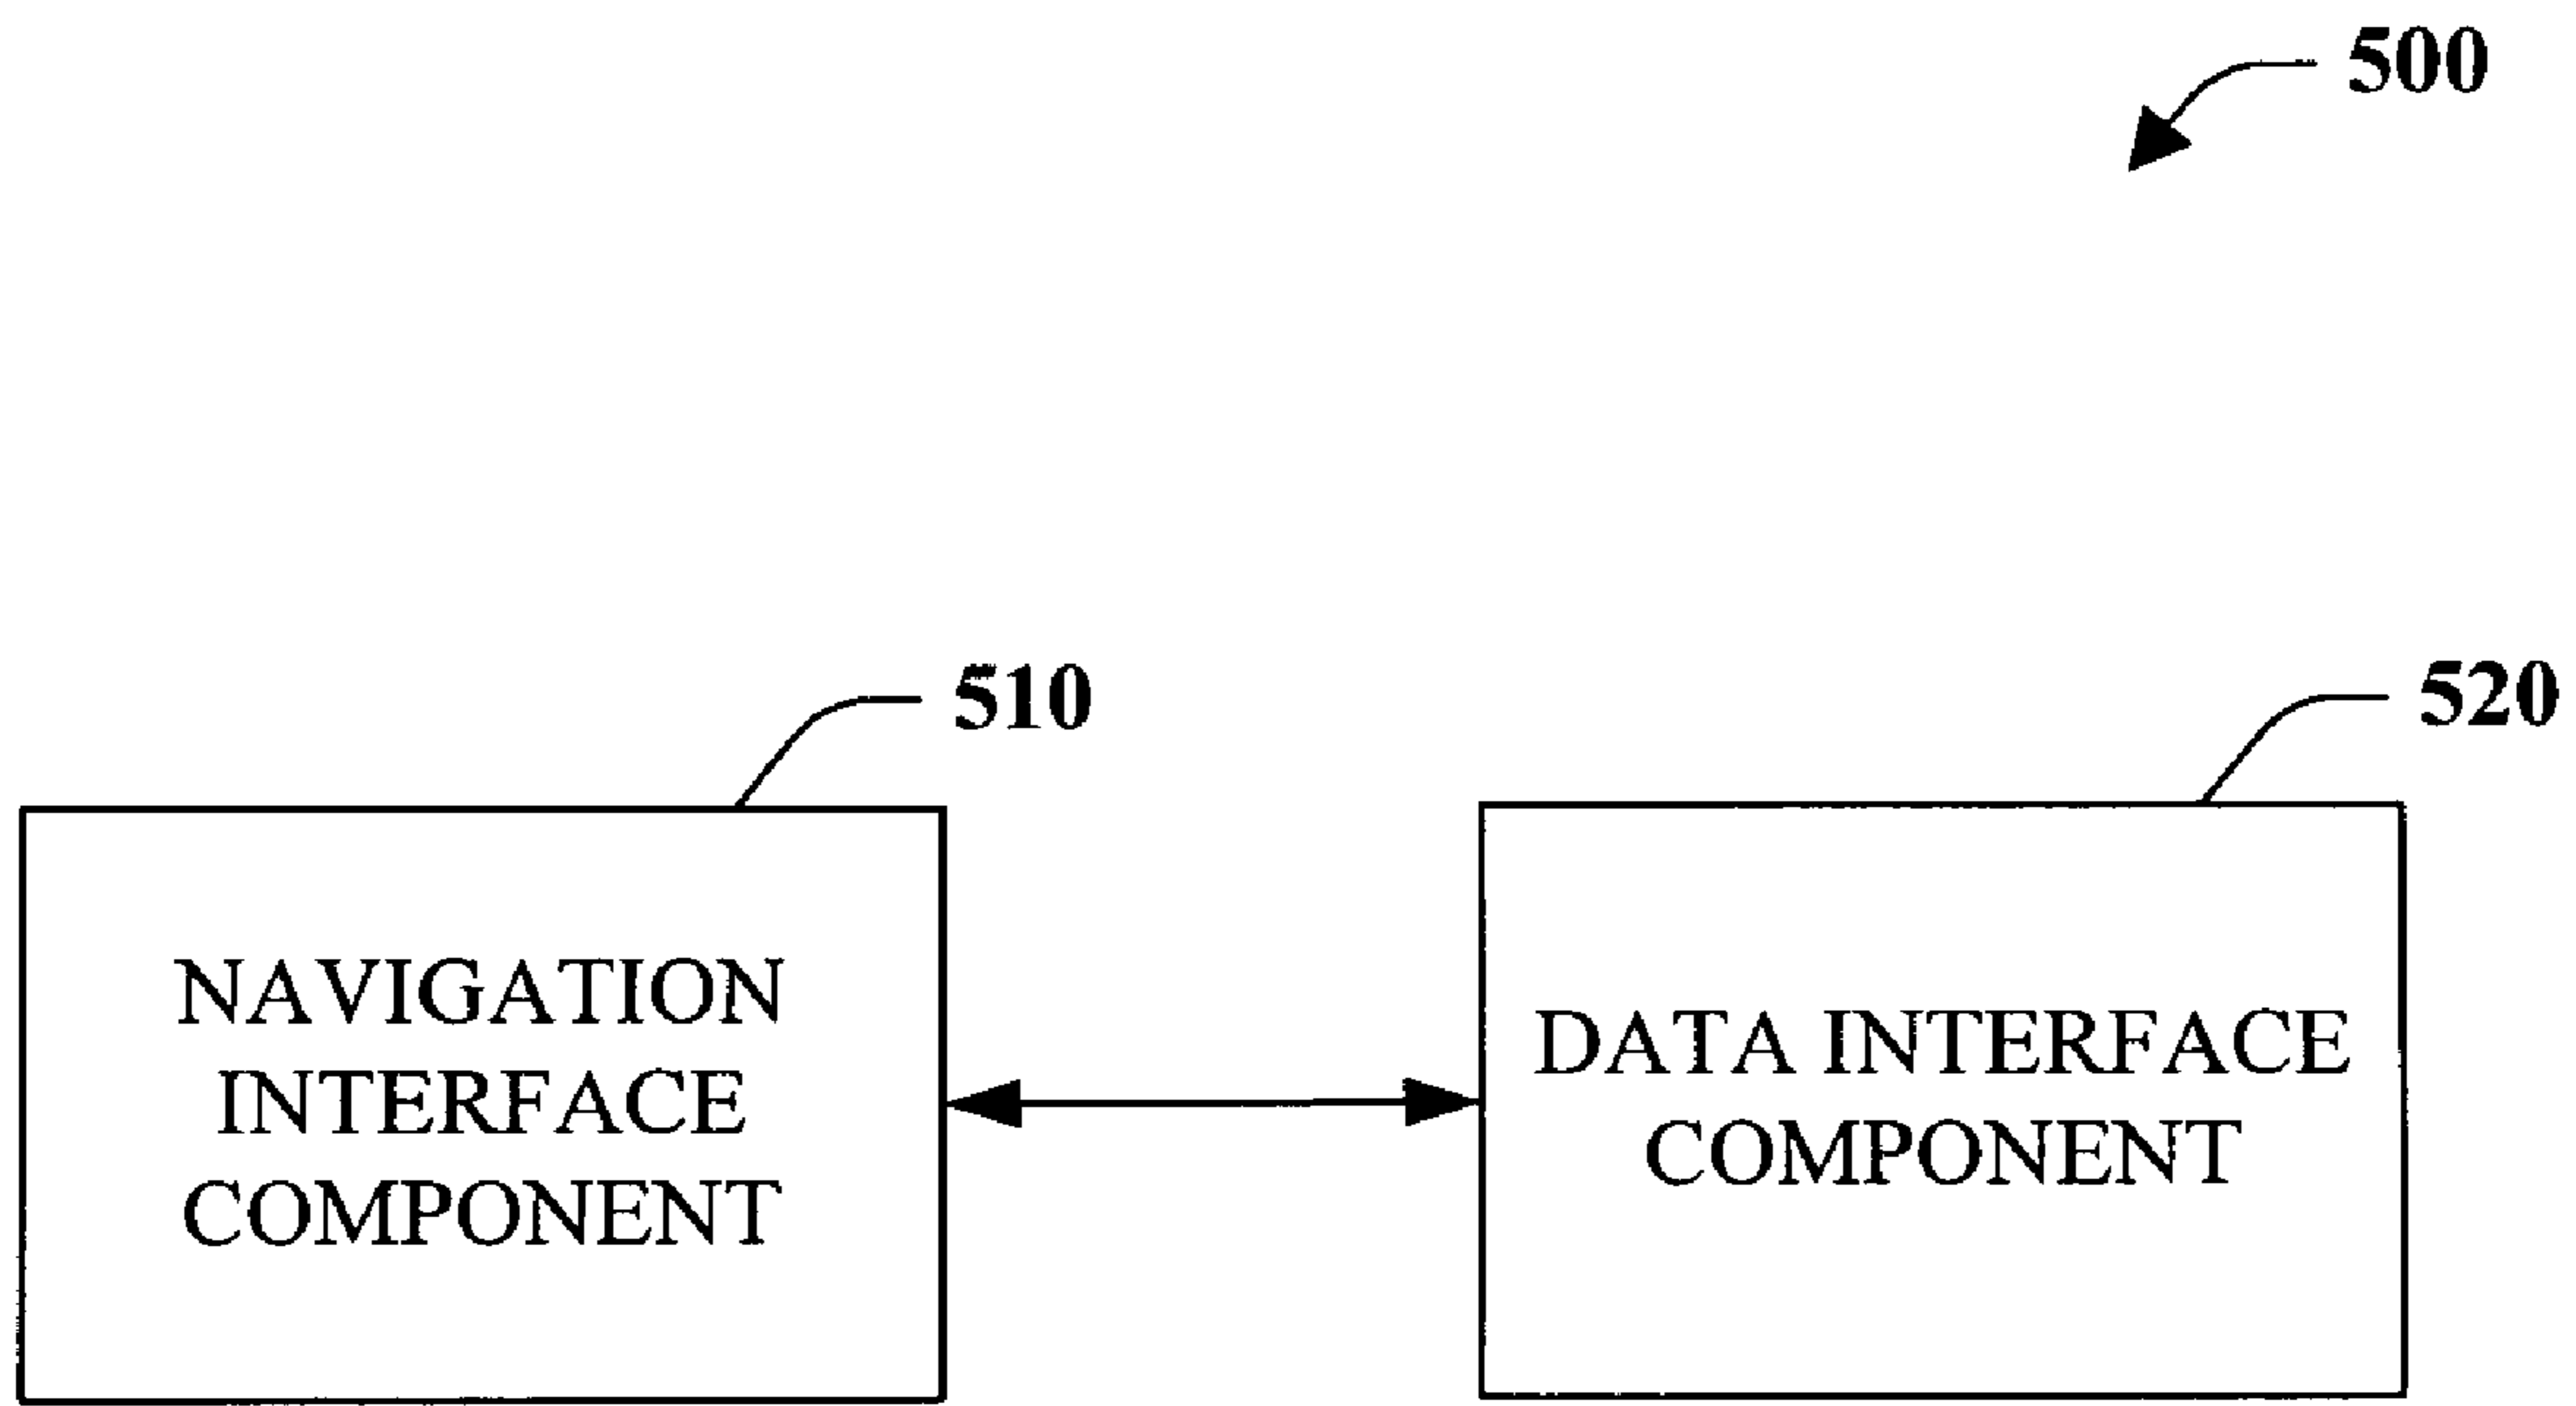 500
510
520
NAVIGATION
INTERFACE
COMPONENT
DATA INTERFACE
COMPONENT